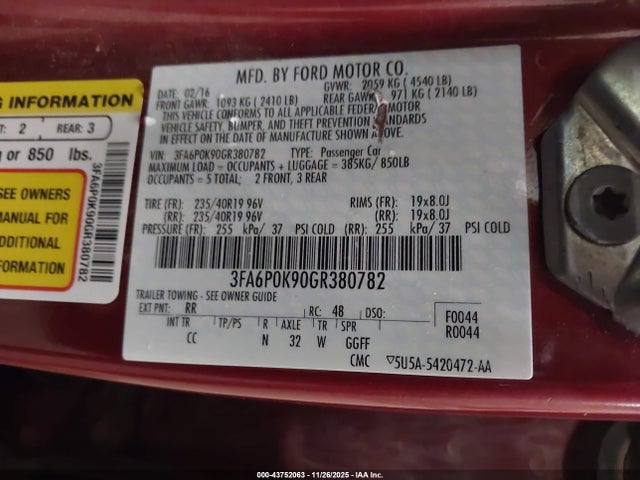 G INFORMATION
T: 2 REAR: 3
g or 850 lbs.
SEE OWNERS
MANUAL FOR
ADDITIONAL
INFORMATION
3FA6P0K90GR380782
MFD. BY FORD MOTOR CO.
DATE: 02/16 GVWR: 2059 KG ( 4540 LB)
FRONT GAWR: 1093 KG ( 2410 LB) REAR GAWR: 971 KG ( 2140 LB)
THIS VEHICLE CONFORMS TO ALL APPLICABLE FEDERAL MOTOR
VEHICLE SAFETY, BUMPER, AND THEFT PREVENTION STANDARDS
IN EFFECT ON THE DATE OF MANUFACTURE SHOWN ABOVE.
VIN: 3FA6P0K90GR380782 TYPE: Passenger Car
MAXIMUM LOAD = OCCUPANTS + LUGGAGE = 385KG/ 850LB
OCCUPANTS = 5 TOTAL; 2 FRONT, 3 REAR
TIRE (FR): 235/40R19 96V RIMS (FR): 19x8.0J
(RR): 235/40R19 96V (RR): 19x8.0J
PRESSURE (FR): 255 kPa/ 37 PSI COLD (RR): 255 kPa/ 37 PSI COLD
3FA6P0K90GR380782
TRAILER TOWING - SEE OWNER GUIDE
EXT PNT: RR RC: 48 DSO: F0044
R0044
INT TR TP/PS R AXLE TR SPR
CC N 32 W GGFF
CMC ▽5U5A-5420472-AA
000-43752063 11/26/2025 IAA Inc.